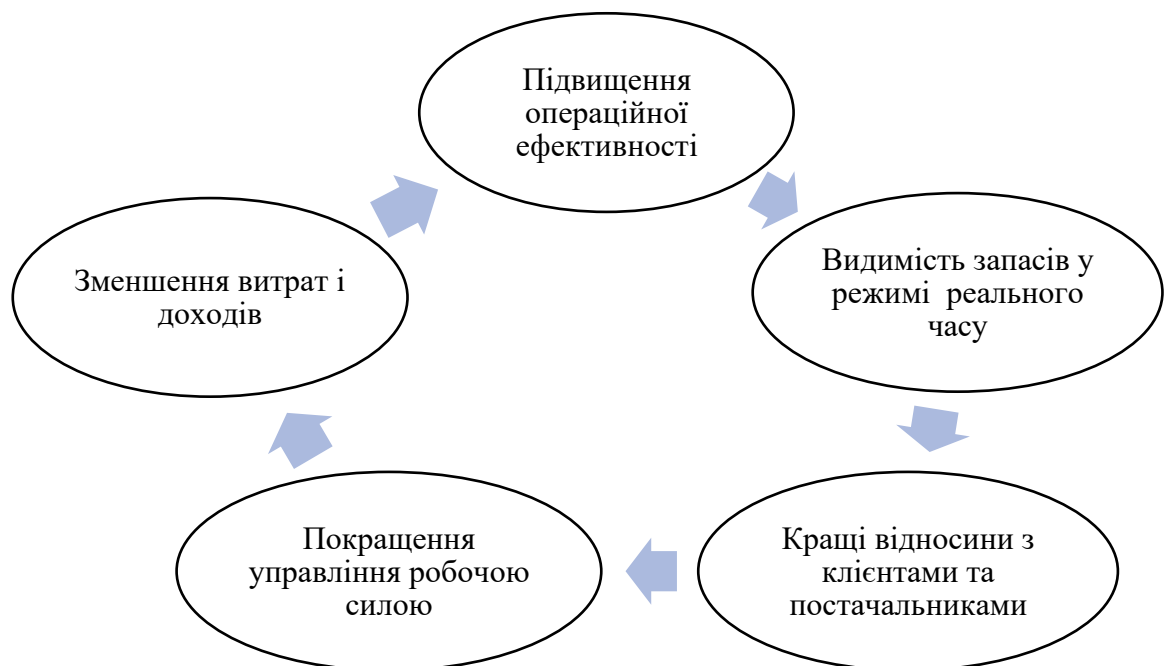 Підвищення
операційної
ефективності
Видимість запасів у
режимі  реального
часу
Кращі відносини з
клієнтами та
постачальниками
Покращення
управління робочою
силою
Зменшення витрат і
доходів